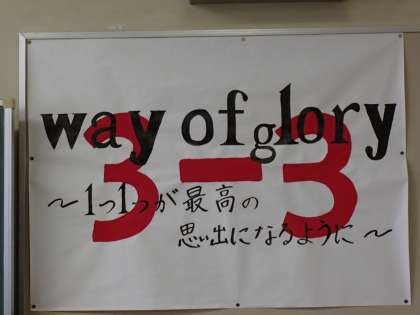 way of glory
3-3
～1つ1つが最高の
思い出になるように～